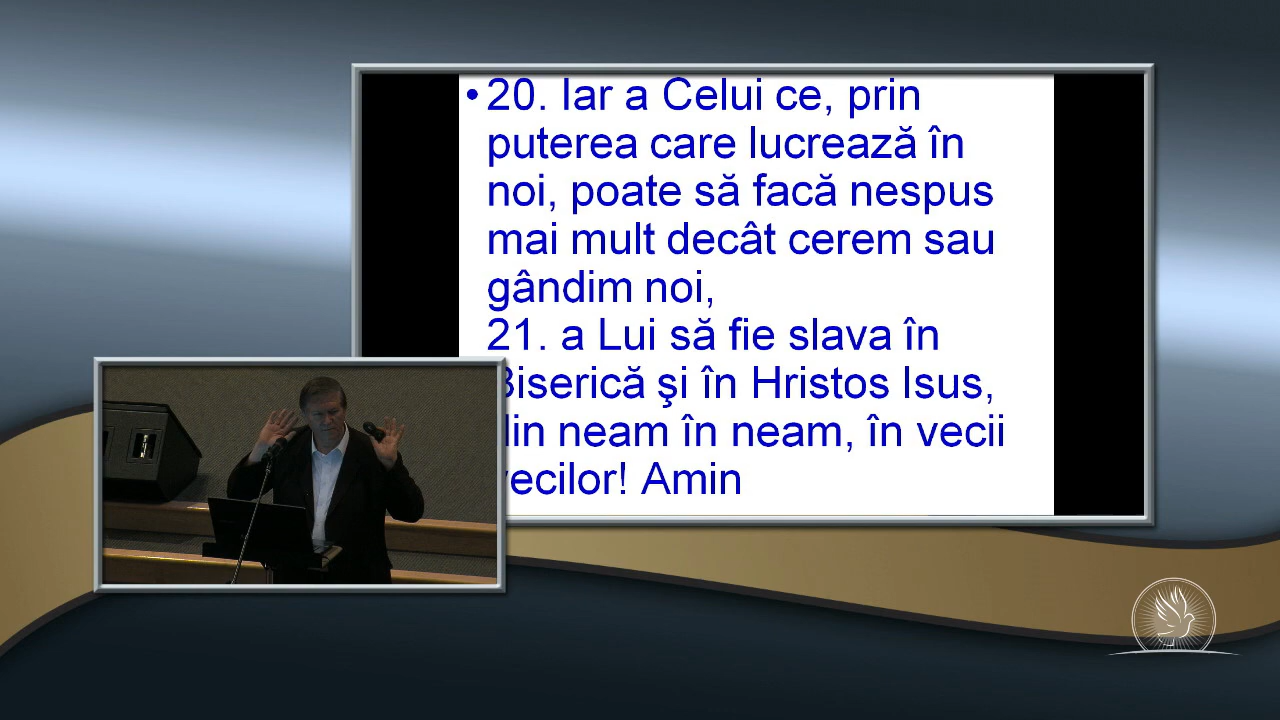 • 20. Iar a Celui ce, prin
puterea care lucrează în
noi, poate să facă nespus
mai mult decât cerem sau
gândim noi,
21. a Lui să fie slava în
Biserică şi în Hristos Isus,
din neam în neam, în vecii
vecilor! Amin